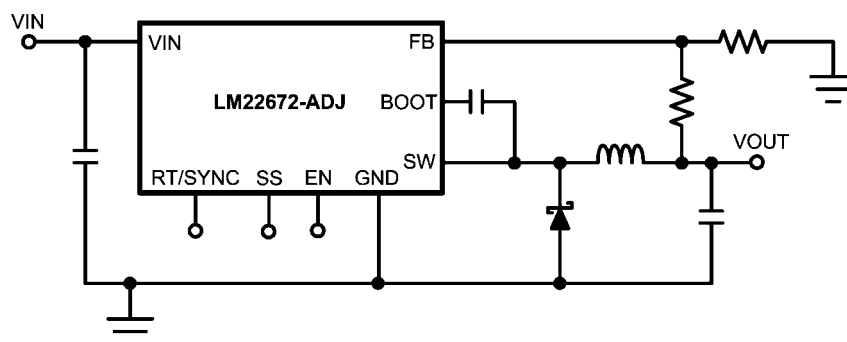 VIN
VIN
FB
LM22672-ADJ
BOOT
VOUT
SW
RT/SYNC
SS
EN
GND